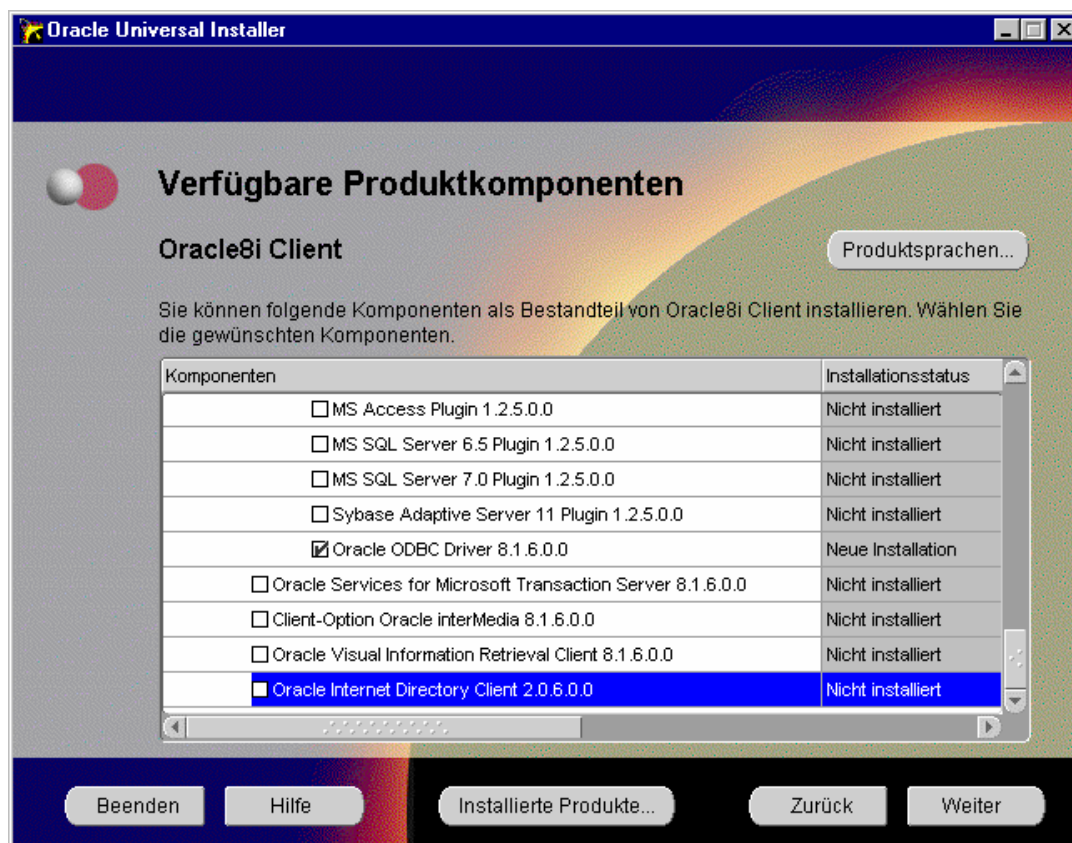 Oracle Universal Installer
Verfügbare Produktkomponenten
Oracle8i Client
Produktsprachen...
Sie können folgende Komponenten als Bestandteil von Oracle8i Client installieren. Wählen Sie
die gewünschten Komponenten.
Komponenten Installationsstatus
MS Access Plugin 1.2.5.0.0 Nicht installiert
MS SQL Server 6.5 Plugin 1.2.5.0.0 Nicht installiert
MS SQL Server 7.0 Plugin 1.2.5.0.0 Nicht installiert
Sybase Adaptive Server 11 Plugin 1.2.5.0.0 Nicht installiert
Oracle ODBC Driver 8.1.6.0.0 Neue Installation
Oracle Services for Microsoft Transaction Server 8.1.6.0.0 Nicht installiert
Client-Option Oracle interMedia 8.1.6.0.0 Nicht installiert
Oracle Visual Information Retrieval Client 8.1.6.0.0 Nicht installiert
Oracle Internet Directory Client 2.0.6.0.0 Nicht installiert
Beenden Hilfe Installierte Produkte... Zurück Weiter